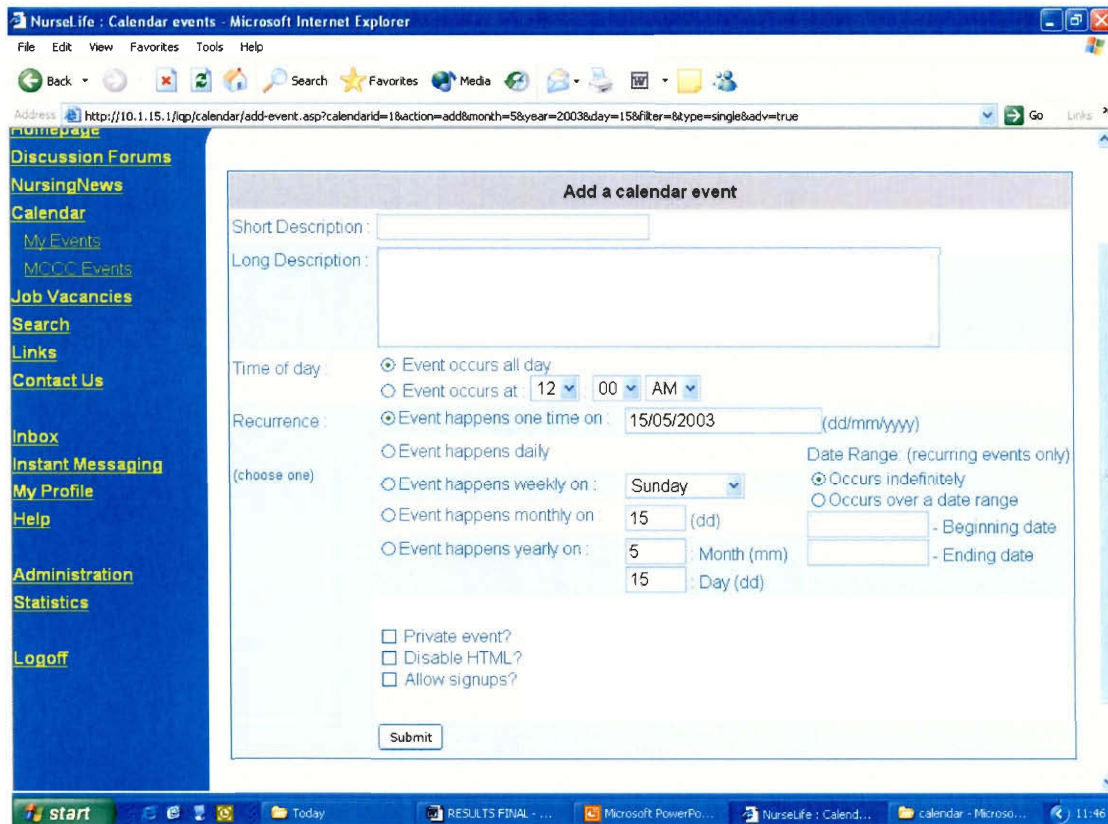 NurseLife : Calendar events - Microsoft Internet Explorer
File Edit View Favorites Tools Help
Back Search Favorites Media
Address http://10.1.15.1/iqp/calendar/add-event.asp?calendarid=1&action=add&month=5&year=2003&day=15&filter=&type=single&adv=true Go Links »
Homepage
Discussion Forums
NursingNews
Calendar
My Events
MCCC Events
Job Vacancies
Search
Links
Contact Us
Inbox
Instant Messaging
My Profile
Help
Administration
Statistics
Logoff
Add a calendar event
Short Description :
Long Description :
Time of day :
Event occurs all day
Event occurs at : 12 : 00 AM
Recurrence :
(choose one)
Event happens one time on : 15/05/2003 (dd/mm/yyyy)
Event happens daily
Event happens weekly on : Sunday
Event happens monthly on : 15 (dd)
Event happens yearly on : 5 : Month (mm)
15 : Day (dd)
Date Range: (recurring events only)
Occurs indefinitely
Occurs over a date range
- Beginning date
- Ending date
Private event?
Disable HTML?
Allow signups?
Submit
start Today RESULTS FINAL - ... Microsoft PowerPo... NurseLife : Calend... calendar - Microso... 11:46